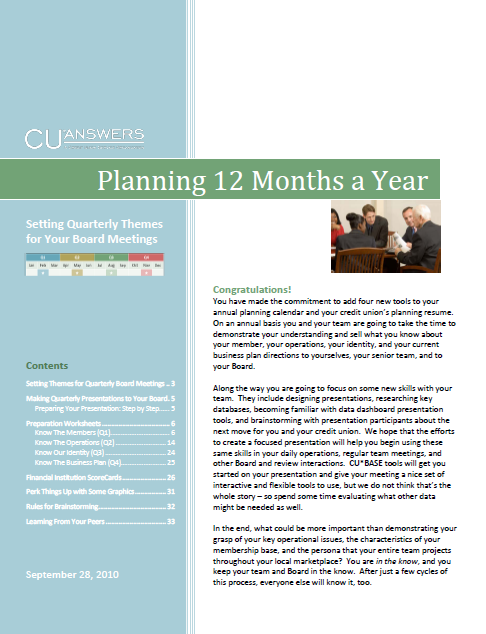 CU*ANSWERS
Planning 12 Months a Year
Setting Quarterly Themes
for Your Board Meetings
Q1 Q2 Q3 Q4
Jan Feb Mar Apr May Jun Jul Aug Sep Oct Nov Dec
Contents
Setting Themes for Quarterly Board Meetings .. 3
Making Quarterly Presentations to Your Board. 5
Preparing Your Presentation: Step by Step...... 5
Preparation Worksheets ................................ 6
Know The Members (Q1) ............................ 6
Know The Operations (Q2) ........................ 14
Know Our Identity (Q3) ............................ 24
Know The Business Plan (Q4) ..................... 25
Financial Institution ScoreCards ................... 26
Perk Things Up with Some Graphics .............. 31
Rules for Brainstorming ............................... 32
Learning From Your Peers ............................ 33
September 28, 2010
Congratulations!
You have made the commitment to add four new tools to your
annual planning calendar and your credit union's planning resume.
On an annual basis you and your team are going to take the time to
demonstrate your understanding and sell what you know about
your member, your operations, your identity, and your current
business plan directions to yourselves, your senior team, and to
your Board.
Along the way you are going to focus on some new skills with your
team. They include designing presentations, researching key
databases, becoming familiar with data dashboard presentation
tools, and brainstorming with presentation participants about the
next move for you and your credit union. We hope that the efforts
to create a focused presentation will help you begin using these
same skills in your daily operations, regular team meetings, and
other Board and review interactions. CU*BASE tools will get you
started on your presentation and give your meeting a nice set of
interactive and flexible tools to use, but we do not think that's the
whole story – so spend some time evaluating what other data
might be needed as well.
In the end, what could be more important than demonstrating your
grasp of your key operational issues, the characteristics of your
membership base, and the persona that your entire team projects
throughout your local marketplace? You are in the know, and you
keep your team and Board in the know. After just a few cycles of
this process, everyone else will know it, too.